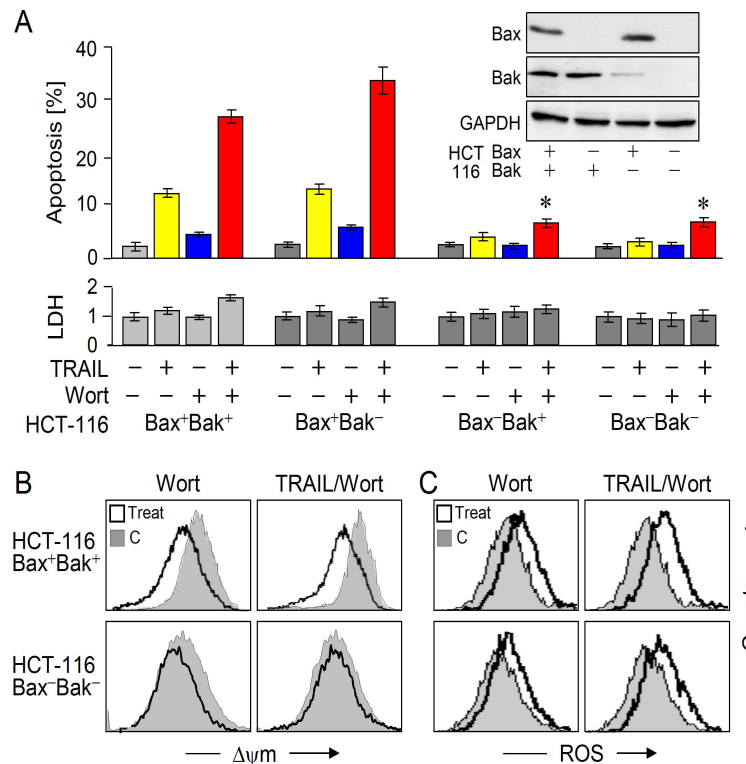 A
Apoptosis [%]
40
30
20
10
0
Bax
Bak
GAPDH
HCT Bax + − + −
116 Bak + + − −
* *
LDH
2
1
0
TRAIL − + − + − + − + − + − + − + − +
Wort − − + + − − + + − − + + − − + +
HCT-116 Bax⁺Bak⁺ Bax⁺Bak⁻ Bax⁻Bak⁺ Bax⁻Bak⁻
B Wort TRAIL/Wort C Wort TRAIL/Wort
Treat Treat
C C
HCT-116
Bax⁺Bak⁺
HCT-116
Bax⁻Bak⁻
Δψm ROS